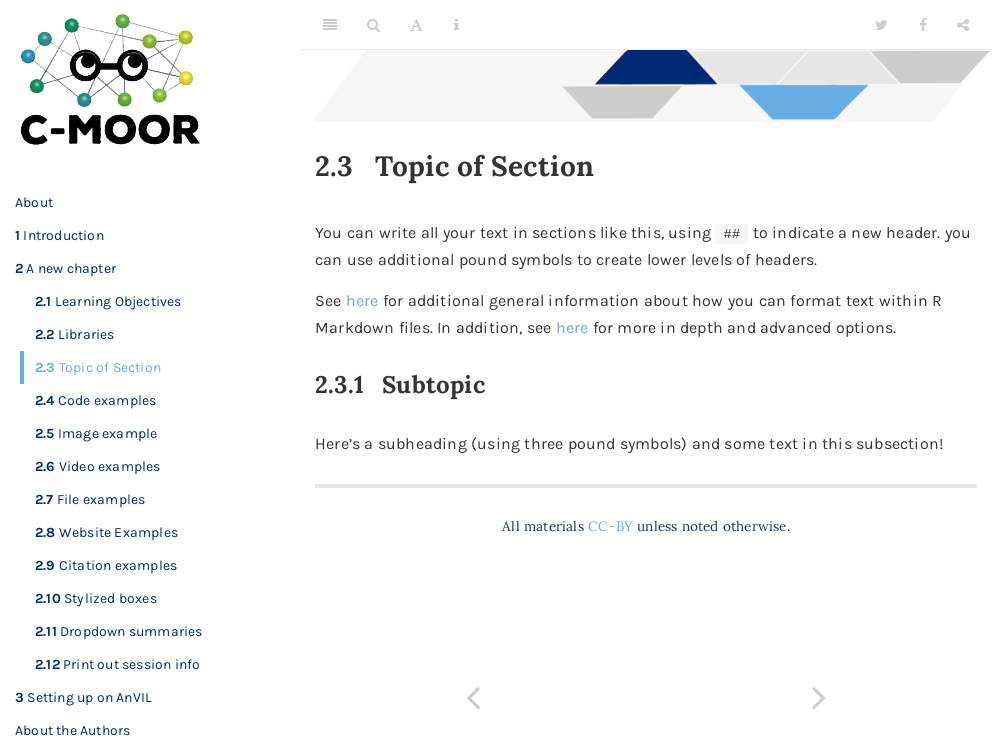 C-MOOR
About
1 Introduction
2 A new chapter
2.1 Learning Objectives
2.2 Libraries
2.3 Topic of Section
2.4 Code examples
2.5 Image example
2.6 Video examples
2.7 File examples
2.8 Website Examples
2.9 Citation examples
2.10 Stylized boxes
2.11 Dropdown summaries
2.12 Print out session info
3 Setting up on AnVIL
About the Authors
2.3 Topic of Section
You can write all your text in sections like this, using ## to indicate a new header. you
can use additional pound symbols to create lower levels of headers.
See here for additional general information about how you can format text within R
Markdown files. In addition, see here for more in depth and advanced options.
2.3.1 Subtopic
Here’s a subheading (using three pound symbols) and some text in this subsection!
All materials CC-BY unless noted otherwise.